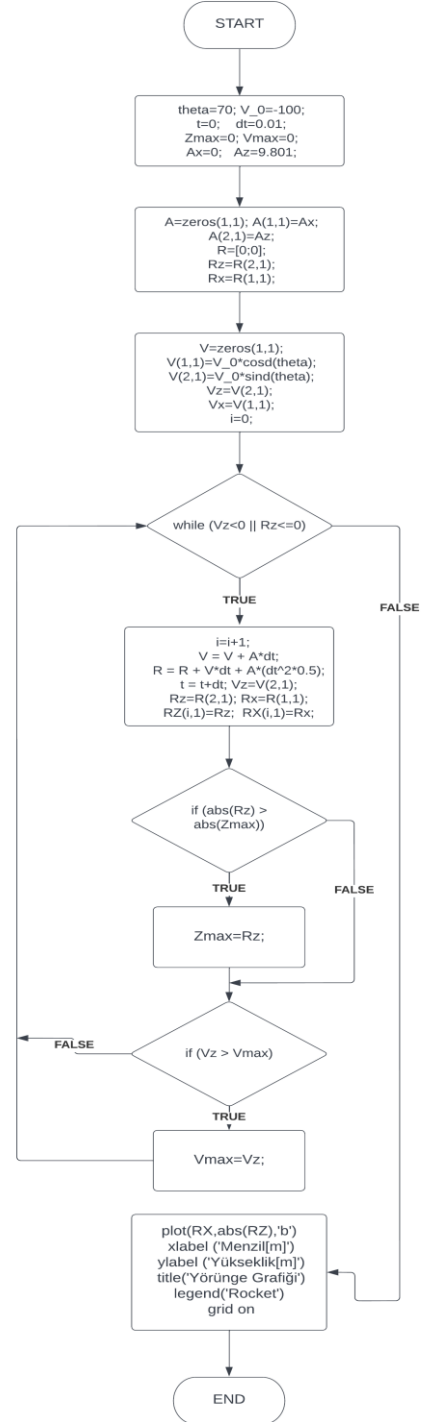 START
theta=70; V_0=-100;
t=0; dt=0.01;
Zmax=0; Vmax=0;
Ax=0; Az=9.801;
A=zeros(1,1); A(1,1)=Ax;
A(2,1)=Az;
R=[0;0];
Rz=R(2,1);
Rx=R(1,1);
V=zeros(1,1);
V(1,1)=V_0*cosd(theta);
V(2,1)=V_0*sind(theta);
Vz=V(2,1);
Vx=V(1,1);
i=0;
while (Vz<0 || Rz<=0)
TRUE
FALSE
i=i+1;
V = V + A*dt;
R = R + V*dt + A*(dt^2*0.5);
t = t+dt; Vz=V(2,1);
Rz=R(2,1); Rx=R(1,1);
RZ(i,1)=Rz; RX(i,1)=Rx;
if (abs(Rz) >
abs(Zmax))
TRUE
FALSE
Zmax=Rz;
if (Vz > Vmax)
FALSE
TRUE
Vmax=Vz;
plot(RX,abs(RZ),'b')
xlabel ('Menzil[m]')
ylabel ('Yükseklik[m]')
title('Yörünge Grafiği')
legend('Rocket')
grid on
END